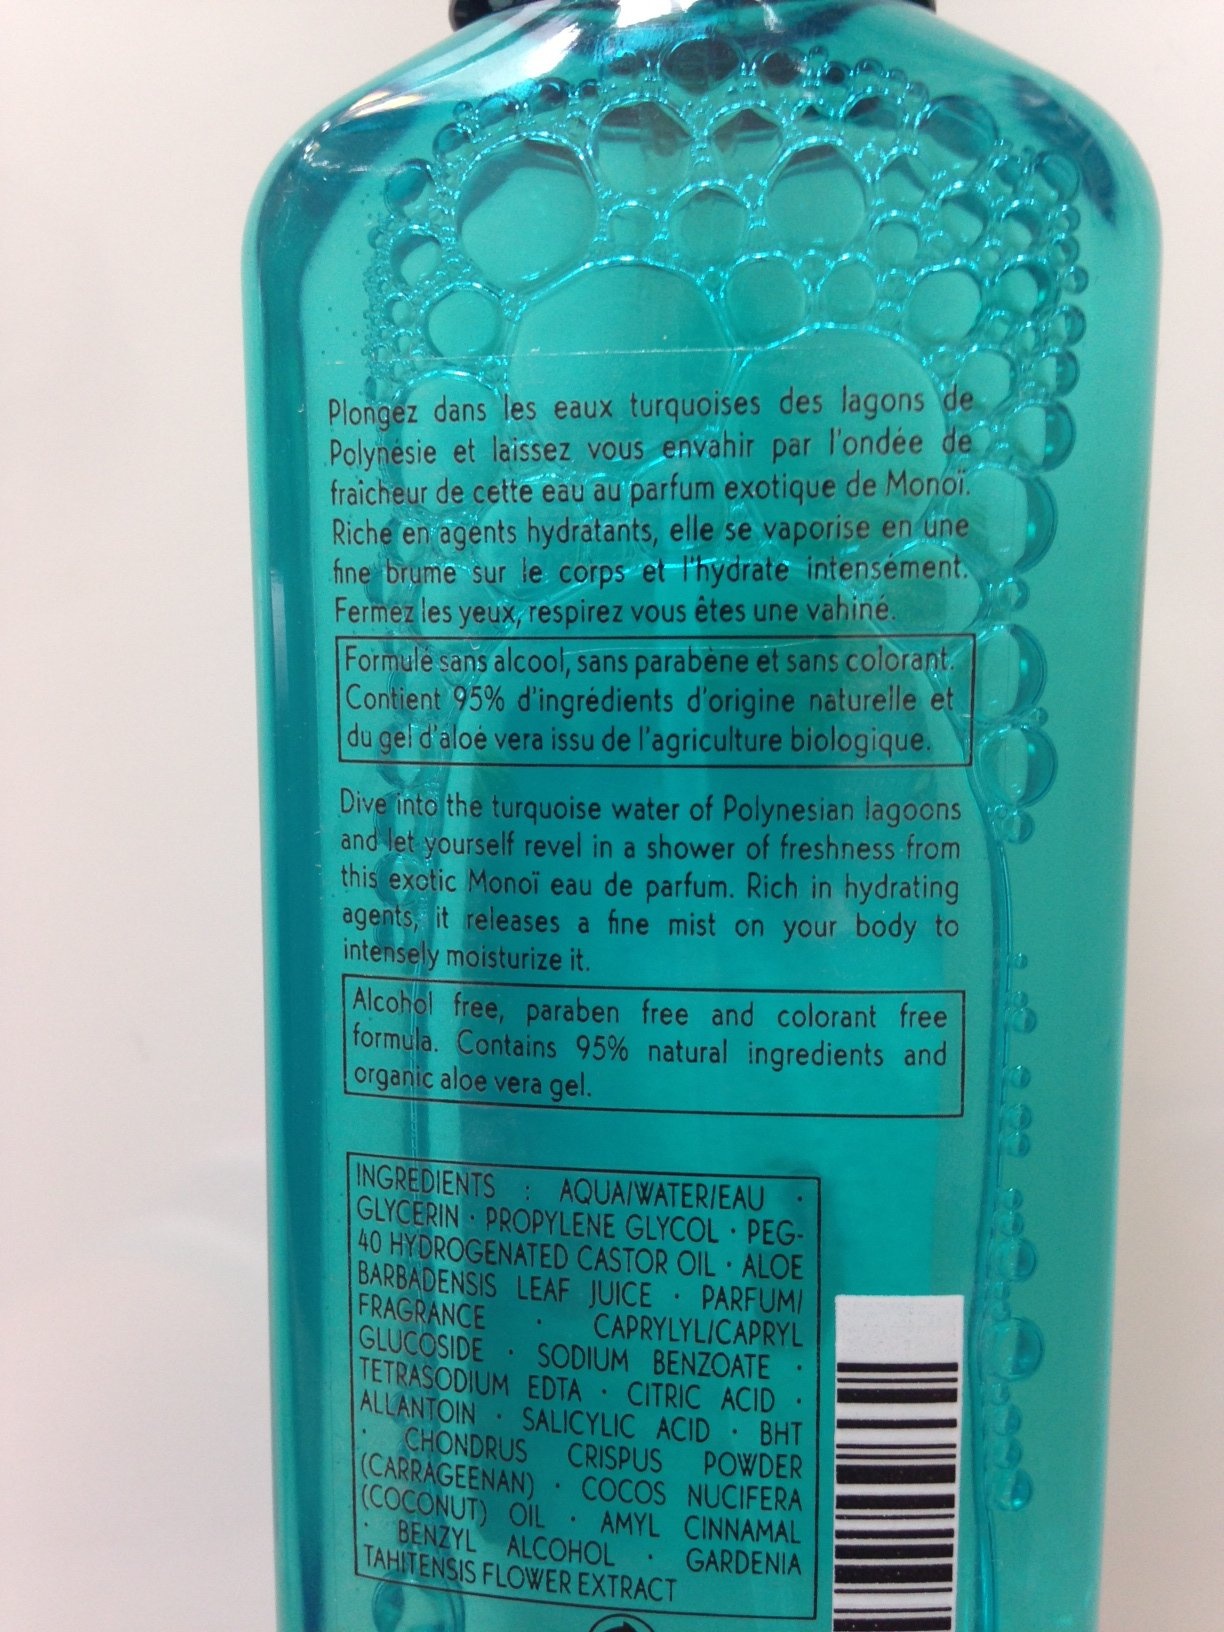 Plongez dans les eaux turquoises des lagons de
Polynésie et laissez vous envahir par l'ondée de
fraîcheur de cette eau au parfum exotique de Monoï.
Riche en agents hydratants, elle se vaporise en une
fine brume sur le corps et l'hydrate intensément.
Fermez les yeux, respirez vous êtes une vahiné.
Formule sans alcool, sans parabène et sans colorant.
Contient 95% d'ingrédients d'origine naturelle et
du gel d'aloé vera issu de l'agriculture biologique.
Dive into the turquoise water of Polynesian lagoons
and let yourself revel in a shower of freshness from
this exotic Monoï eau de parfum. Rich in hydrating
agents, it releases a fine mist on your body to
intensely moisturize it.
Alcohol free, paraben free and colorant free
formula. Contains 95% natural ingredients and
organic aloe vera gel.
INGREDIENTS : AQUA/WATER/EAU ·
GLYCERIN · PROPYLENE GLYCOL · PEG-
40 HYDROGENATED CASTOR OIL · ALOE
BARBADENSIS LEAF JUICE · PARFUM/
FRAGRANCE · CAPRYLYL/CAPRYL
GLUCOSIDE · SODIUM BENZOATE ·
TETRASODIUM EDTA · CITRIC ACID ·
ALLANTOIN · SALICYLIC ACID · BHT
· CHONDRUS CRISPUS POWDER
(CARRAGEENAN) · COCOS NUCIFERA
(COCONUT) OIL · AMYL CINNAMAL
· BENZYL ALCOHOL · GARDENIA
TAHITENSIS FLOWER EXTRACT